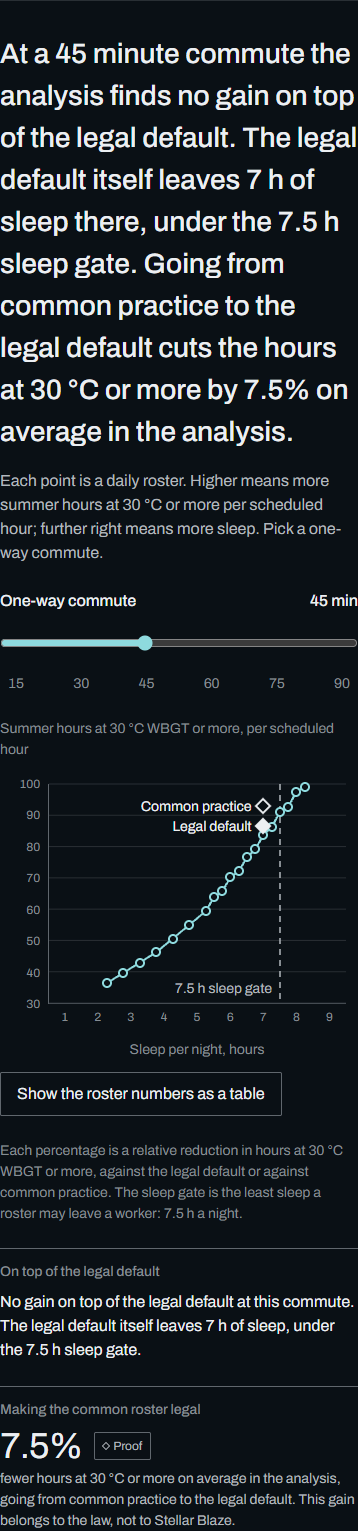 At a 45 minute commute the
analysis finds no gain on top
of the legal default. The legal
default itself leaves 7 h of
sleep there, under the 7.5 h
sleep gate. Going from
common practice to the
legal default cuts the hours
at 30 °C or more by 7.5% on
average in the analysis.
Each point is a daily roster. Higher means more
summer hours at 30 °C or more per scheduled
hour; further right means more sleep. Pick a one-
way commute.
One-way commute 45 min
15 30 45 60 75 90
Summer hours at 30 °C WBGT or more, per scheduled
hour
100
Common practice
90
Legal default
80
70
60
50
40
7.5 h sleep gate
30
1 2 3 4 5 6 7 8 9
Sleep per night, hours
Show the roster numbers as a table
Each percentage is a relative reduction in hours at 30 °C
WBGT or more, against the legal default or against
common practice. The sleep gate is the least sleep a
roster may leave a worker: 7.5 h a night.
On top of the legal default
No gain on top of the legal default at this commute.
The legal default itself leaves 7 h of sleep, under
the 7.5 h sleep gate.
Making the common roster legal
7.5% ◇ Proof
fewer hours at 30 °C or more on average in the analysis,
going from common practice to the legal default. This gain
belongs to the law, not to Stellar Blaze.